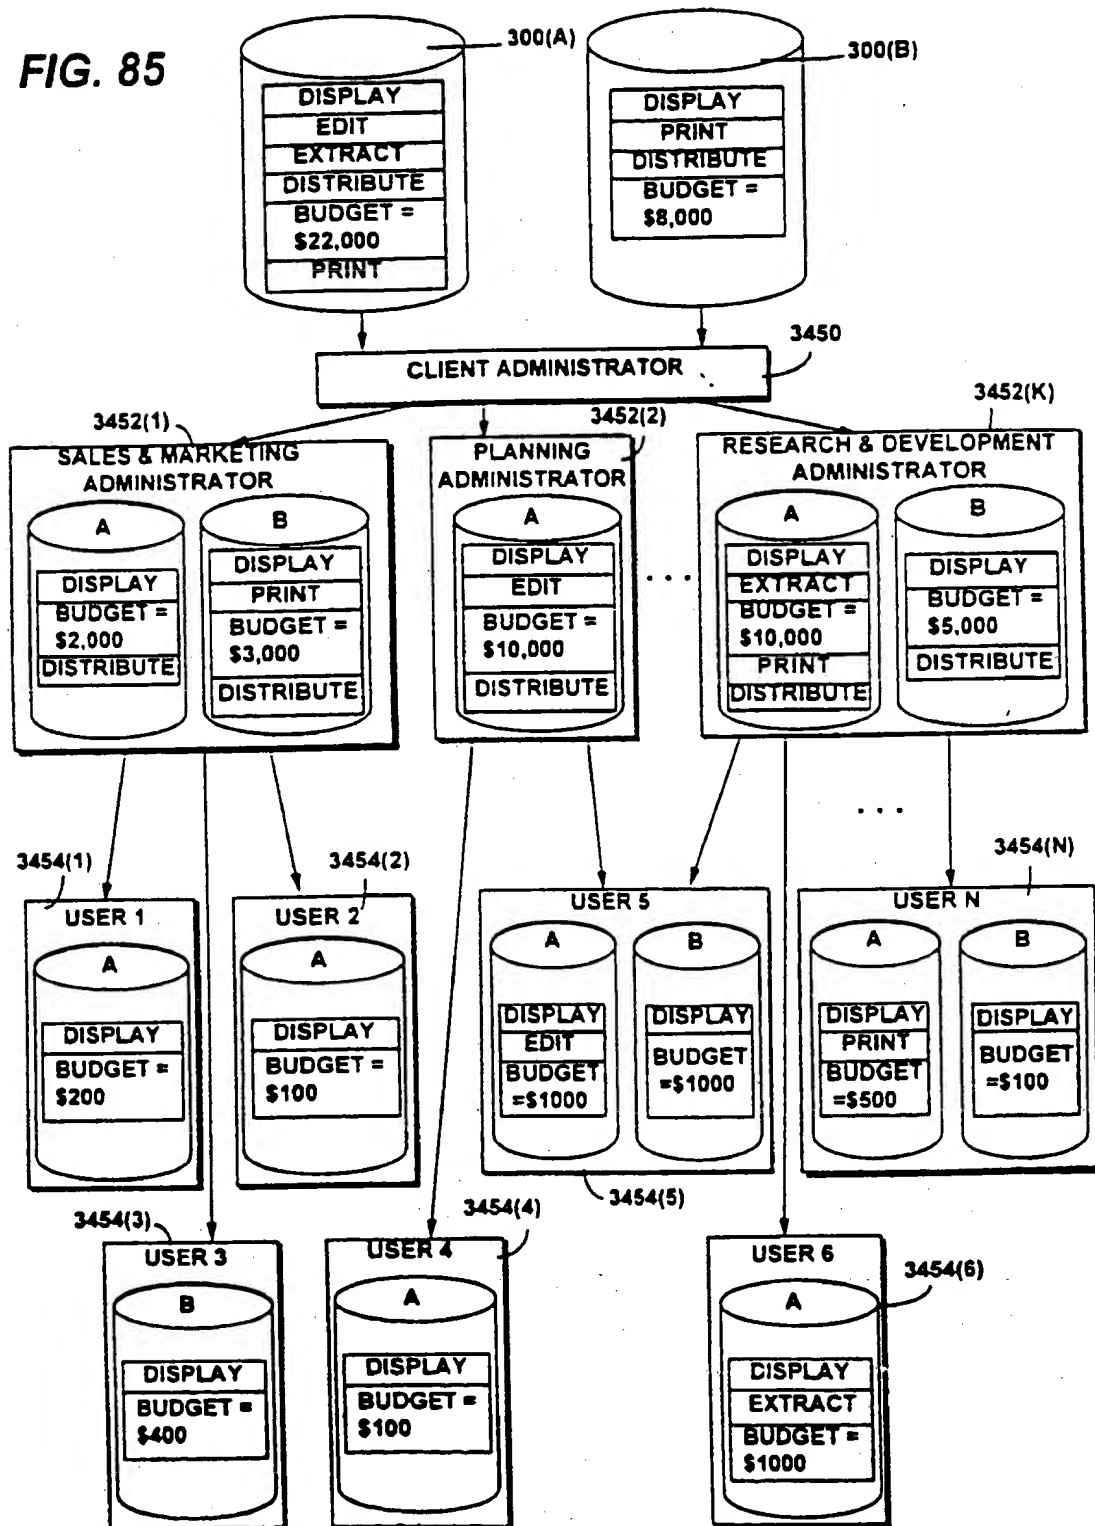 FIG. 85
300(A)
DISPLAY
EDIT
EXTRACT
DISTRIBUTE
BUDGET =
$22,000
PRINT
300(B)
DISPLAY
PRINT
DISTRIBUTE
BUDGET =
$8,000
CLIENT ADMINISTRATOR
3450
3452(1)
SALES & MARKETING
ADMINISTRATOR
A
DISPLAY
BUDGET =
$2,000
DISTRIBUTE
B
DISPLAY
PRINT
BUDGET =
$3,000
DISTRIBUTE
3452(2)
PLANNING
ADMINISTRATOR
A
DISPLAY
EDIT
BUDGET =
$10,000
DISTRIBUTE
. . .
3452(K)
RESEARCH & DEVELOPMENT
ADMINISTRATOR
A
DISPLAY
EXTRACT
BUDGET =
$10,000
PRINT
DISTRIBUTE
B
DISPLAY
BUDGET =
$5,000
DISTRIBUTE
. . .
3454(1)
USER 1
A
DISPLAY
BUDGET =
$200
3454(2)
USER 2
A
DISPLAY
BUDGET =
$100
USER 5
A
DISPLAY
EDIT
BUDGET
=$1000
B
DISPLAY
BUDGET
=$1000
3454(5)
3454(N)
USER N
A
DISPLAY
PRINT
BUDGET
=$500
B
DISPLAY
BUDGET
=$100
3454(3)
USER 3
B
DISPLAY
BUDGET =
$400
3454(4)
USER 4
A
DISPLAY
BUDGET =
$100
USER 6
3454(6)
A
DISPLAY
EXTRACT
BUDGET =
$1000